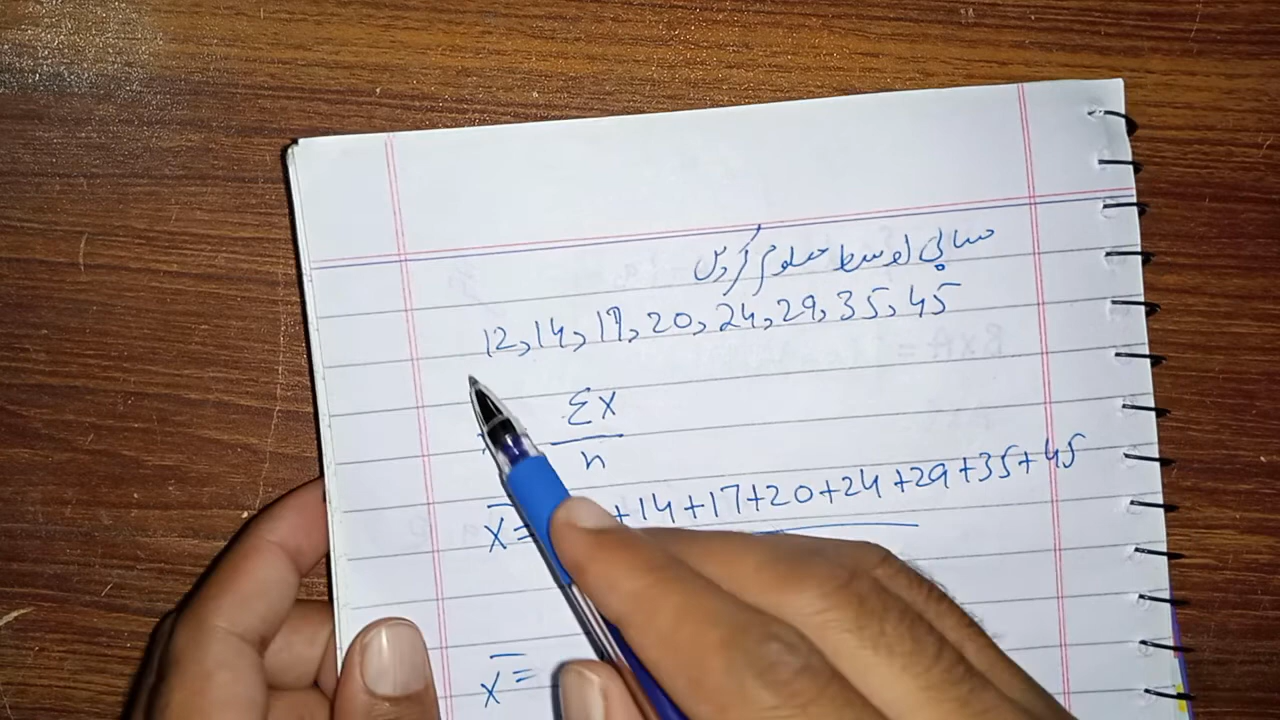 حسابی اوسط معلوم کریں
12, 14, 17, 20, 24, 29, 35, 45
Σx
n
x̄ = +14+17+20+24+29+35+45
x̄ =